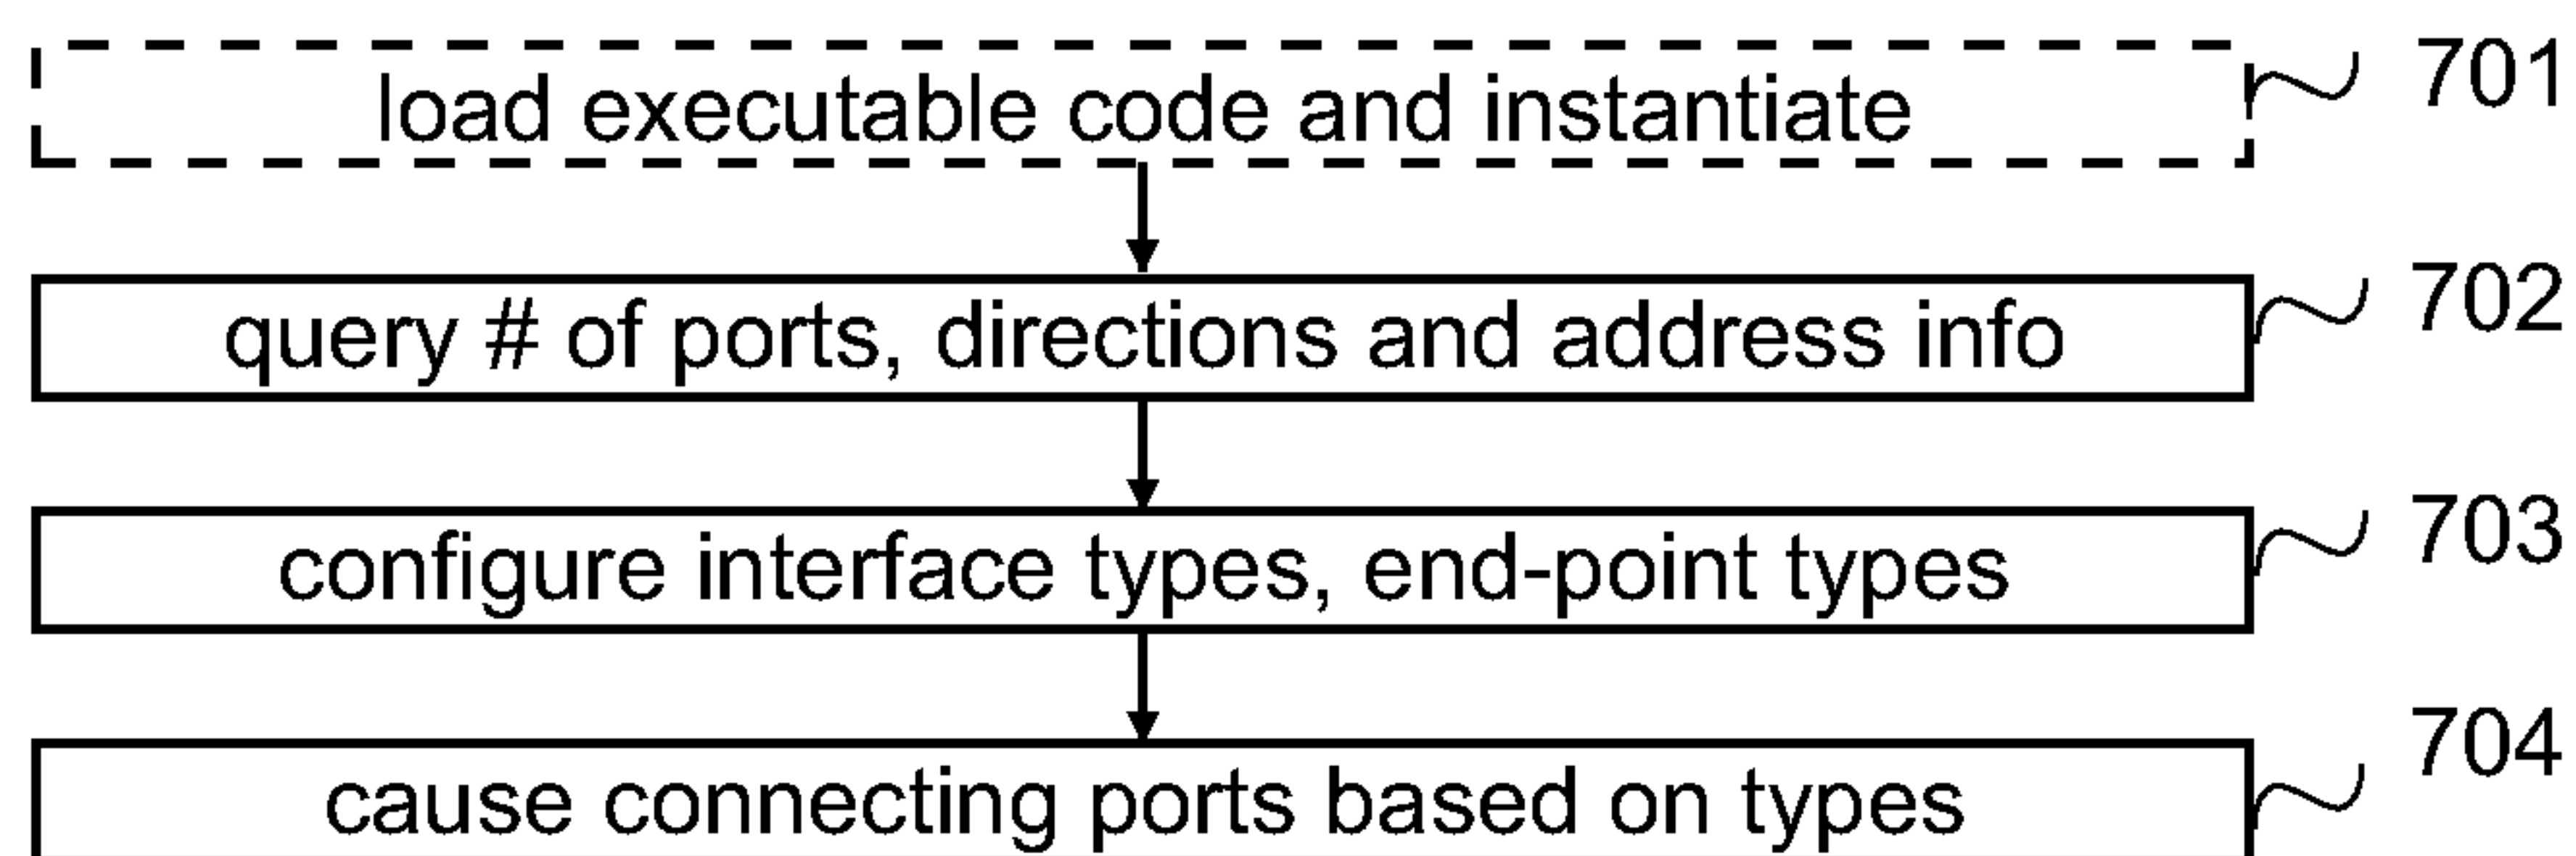 load executable code and instantiate 701
query # of ports, directions and address info 702
configure interface types, end-point types 703
cause connecting ports based on types 704